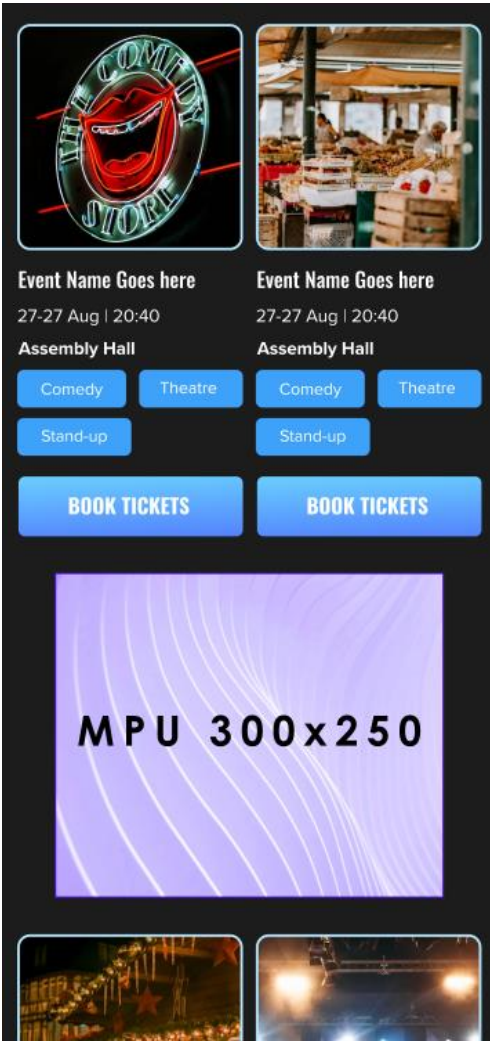 THE COMEDY
STORE
Event Name Goes here
27-27 Aug | 20:40
Assembly Hall
Comedy
Theatre
Stand-up
BOOK TICKETS
Event Name Goes here
27-27 Aug | 20:40
Assembly Hall
Comedy
Theatre
Stand-up
BOOK TICKETS
MPU 300x250